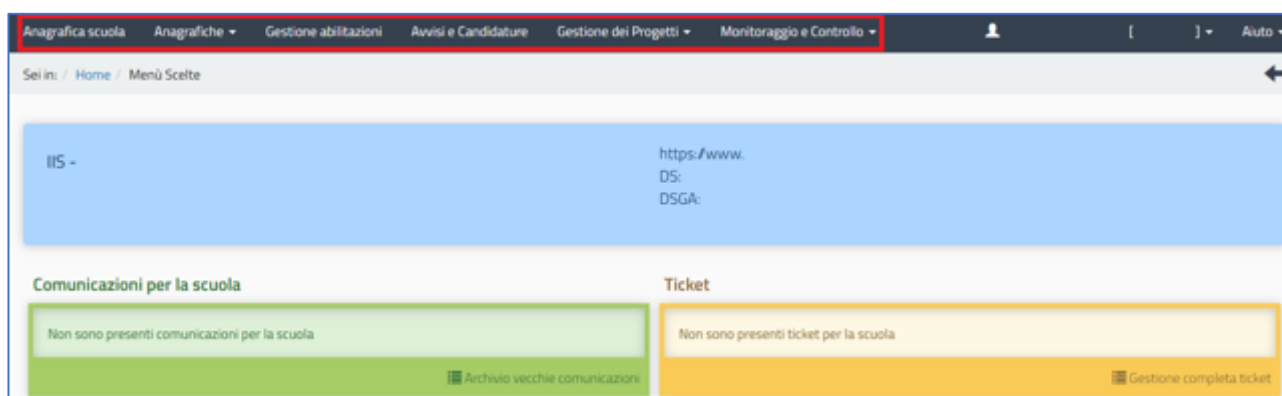 Anagrafica scuola Anagrafiche Gestione abilitazioni Avvisi e Candidature Gestione dei Progetti Monitoraggio e Controllo [ ] Aiuto
Sei in: / Home / Menù Scelte
IIS -
https://www.
DS:
DSGA:
Comunicazioni per la scuola
Non sono presenti comunicazioni per la scuola
Archivio vecchie comunicazioni
Ticket
Non sono presenti ticket per la scuola
Gestione completa ticket